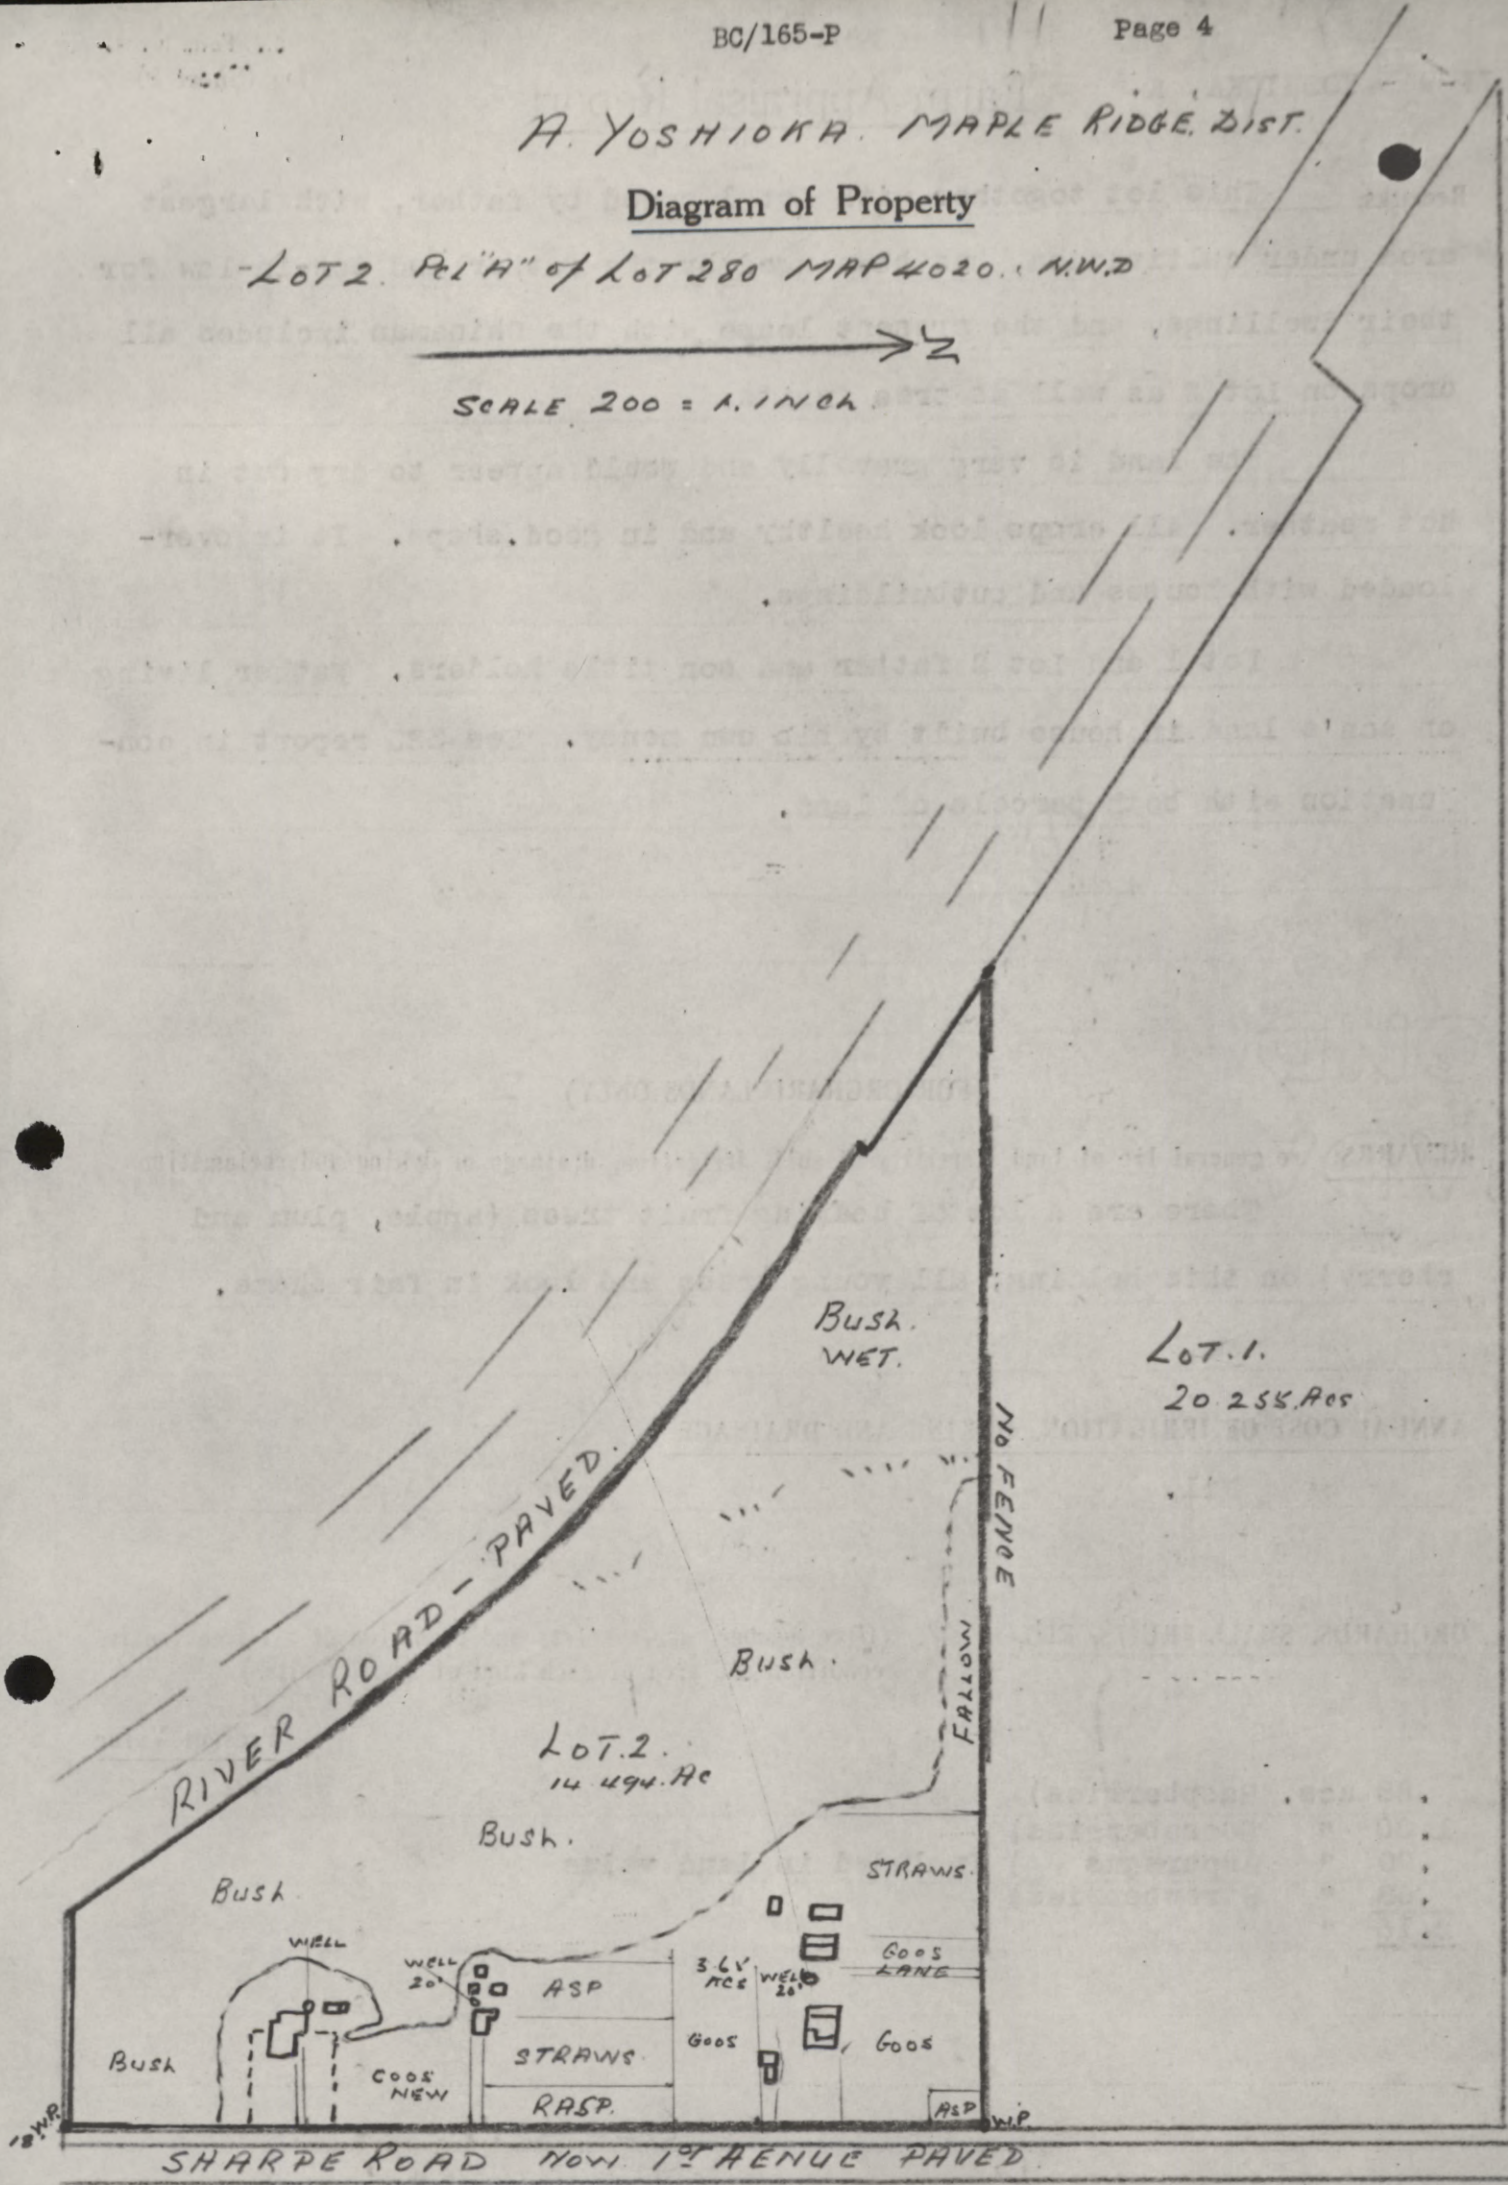 BC/165-P
Page 4
A. YOSHIOKA. MAPLE RIDGE. DIST.
Diagram of Property
LOT 2. Pcl "A" of LOT 280 MAP 4020. N.W.D
N
SCALE 200 = 1. INCH.
BUSH.
WET.
LOT. 1.
20.255. Acs
NO FENCE
RIVER ROAD - PAVED.
BUSH.
FALLOW
LOT. 2.
14.494. Ac
BUSH.
STRAWS.
BUSH
WELL
WELL
20'
ASP
3.65
ACS
WELL
20'
GOOS
LANE
BUSH
GOOS
NEW
STRAWS.
GOOS
GOOS
RASP.
ASP
W.P.
W.P.
SHARPE ROAD NOW 1ST AENUE PAVED